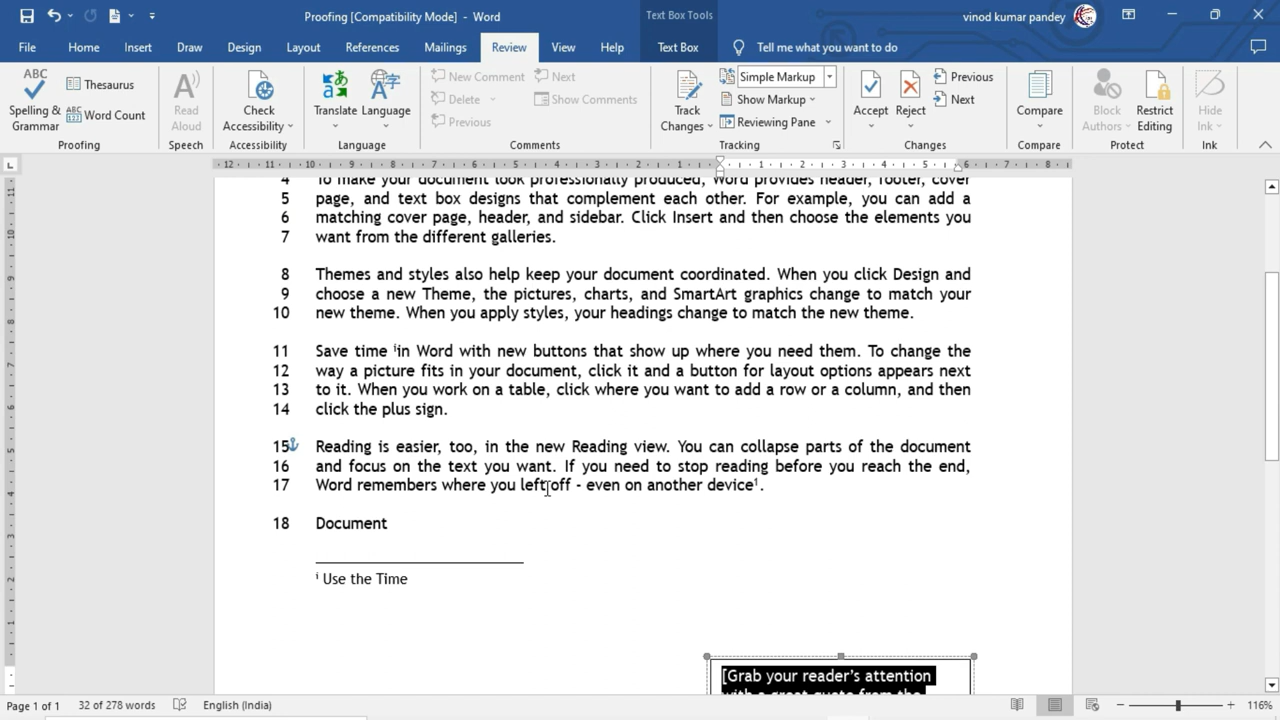 Proofing [Compatibility Mode] - Word
Text Box Tools
vinod kumar pandey
File Home Insert Draw Design Layout References Mailings Review View Help Text Box Tell me what you want to do
Spelling & Grammar
Thesaurus
ABC 123 Word Count
Proofing
Read Aloud
Speech
Check Accessibility
Accessibility
Translate
Language
Language
New Comment
Delete
Previous
Next
Show Comments
Comments
Track Changes
Simple Markup
Show Markup
Reviewing Pane
Tracking
Accept
Reject
Previous
Next
Changes
Compare
Compare
Block Authors
Restrict Editing
Protect
Hide Ink
Ink
4 To make your document look professionally produced, Word provides header, footer, cover
5 page, and text box designs that complement each other. For example, you can add a
6 matching cover page, header, and sidebar. Click Insert and then choose the elements you
7 want from the different galleries.
8 Themes and styles also help keep your document coordinated. When you click Design and
9 choose a new Theme, the pictures, charts, and SmartArt graphics change to match your
10 new theme. When you apply styles, your headings change to match the new theme.
11 Save time ⁱin Word with new buttons that show up where you need them. To change the
12 way a picture fits in your document, click it and a button for layout options appears next
13 to it. When you work on a table, click where you want to add a row or a column, and then
14 click the plus sign.
15 Reading is easier, too, in the new Reading view. You can collapse parts of the document
16 and focus on the text you want. If you need to stop reading before you reach the end,
17 Word remembers where you left off - even on another device¹.
18 Document
ⁱ Use the Time
[Grab your reader's attention
with a great quote from the
Page 1 of 1 32 of 278 words English (India) 116%